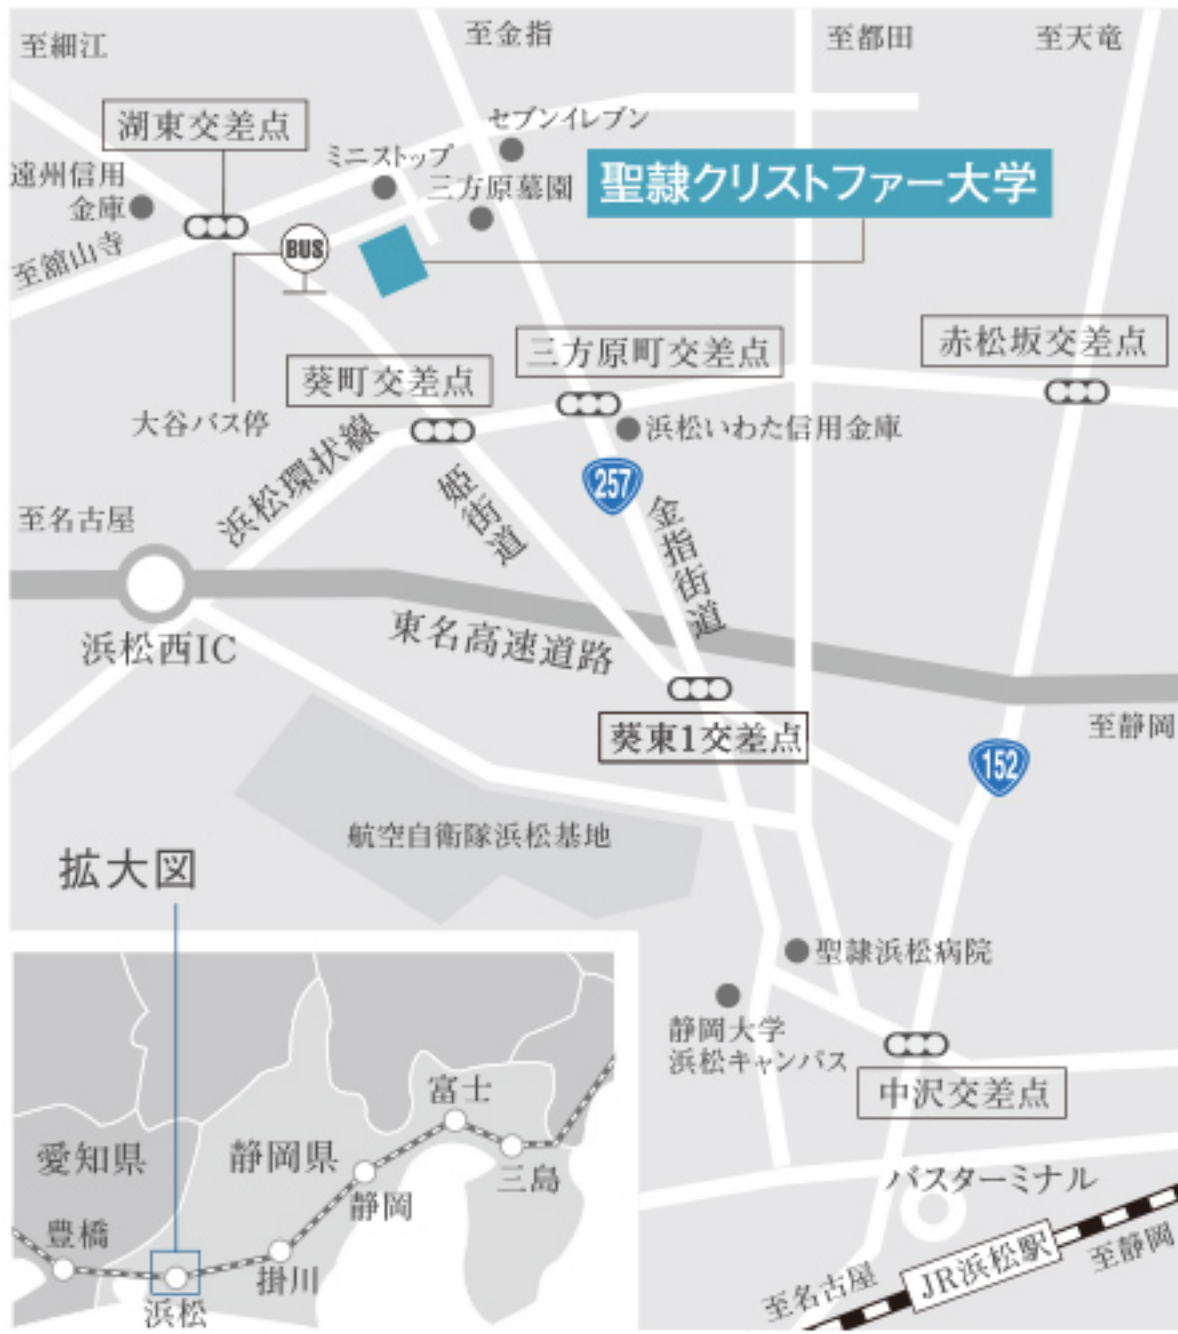 至細江
至金指
至都田
至天竜
湖東交差点
セブンイレブン
ミニストップ
遠州信用
金庫
三方原墓園
聖隷クリストファー大学
至舘山寺
BUS
三方原町交差点
赤松坂交差点
葵町交差点
大谷バス停
浜松いわた信用金庫
浜松環状線
姫街道
257
金指街道
至名古屋
浜松西IC
東名高速道路
葵東1交差点
至静岡
152
航空自衛隊浜松基地
拡大図
聖隷浜松病院
静岡大学
浜松キャンパス
中沢交差点
バスターミナル
JR浜松駅
至静岡
至名古屋
富士
愛知県
静岡県
三島
静岡
豊橋
掛川
浜松